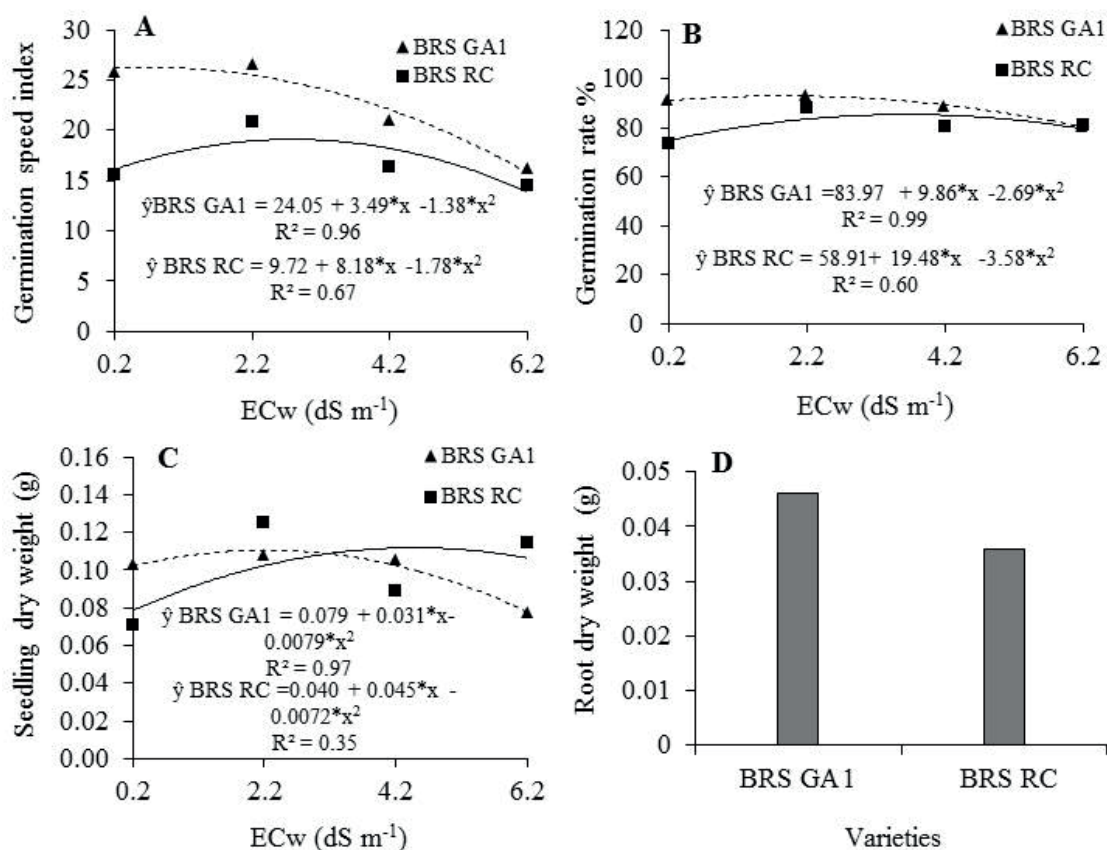 A
Germination speed index
30
25
20
15
10
5
0
▲ BRS GA1
■ BRS RC
ŷBRS GA1 = 24.05 + 3.49*x -1.38*x²
R² = 0.96
ŷ BRS RC = 9.72 + 8.18*x -1.78*x²
R² = 0.67
0.2 2.2 4.2 6.2
ECw (dS m⁻¹)
B
Germination rate %
120
100
80
60
40
20
0
▲ BRS GA1
■ BRS RC
ŷ BRS GA1 =83.97 + 9.86*x -2.69*x²
R² = 0.99
ŷ BRS RC = 58.91+ 19.48*x -3.58*x²
R² = 0.60
0.2 2.2 4.2 6.2
ECw (dS m⁻¹)
C
Seedling dry weight (g)
0.16
0.14
0.12
0.10
0.08
0.06
0.04
0.02
0.00
▲ BRS GA1
■ BRS RC
ŷ BRS GA1 = 0.079 + 0.031*x-
0.0079*x²
R² = 0.97
ŷ BRS RC =0.040 + 0.045*x -
0.0072*x²
R² = 0.35
0.2 2.2 4.2 6.2
ECw (dS m⁻¹)
D
Root dry weight (g)
0.05
0.04
0.03
0.02
0.01
0
BRS GA1 BRS RC
Varieties